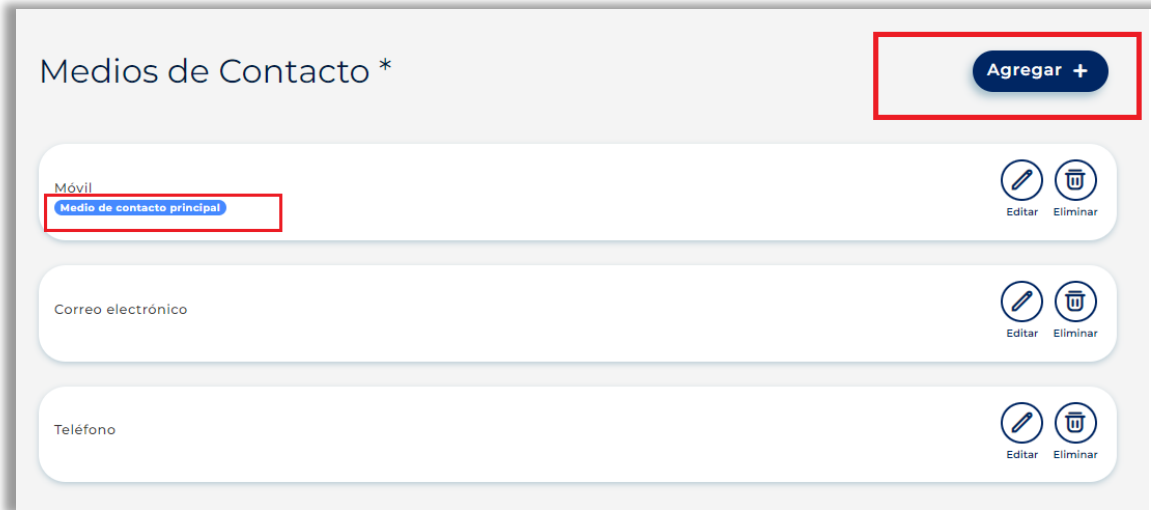 Medios de Contacto *
Agregar +
Móvil
Medio de contacto principal
Editar Eliminar
Correo electrónico
Editar Eliminar
Teléfono
Editar Eliminar